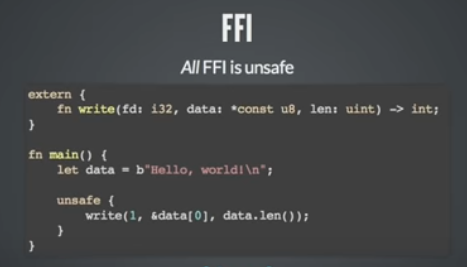 FFI
All FFI is unsafe
extern {
    fn write(fd: i32, data: *const u8, len: uint) -> int;
}
fn main() {
    let data = b"Hello, world!\n";
    unsafe {
        write(1, &data[0], data.len());
    }
}